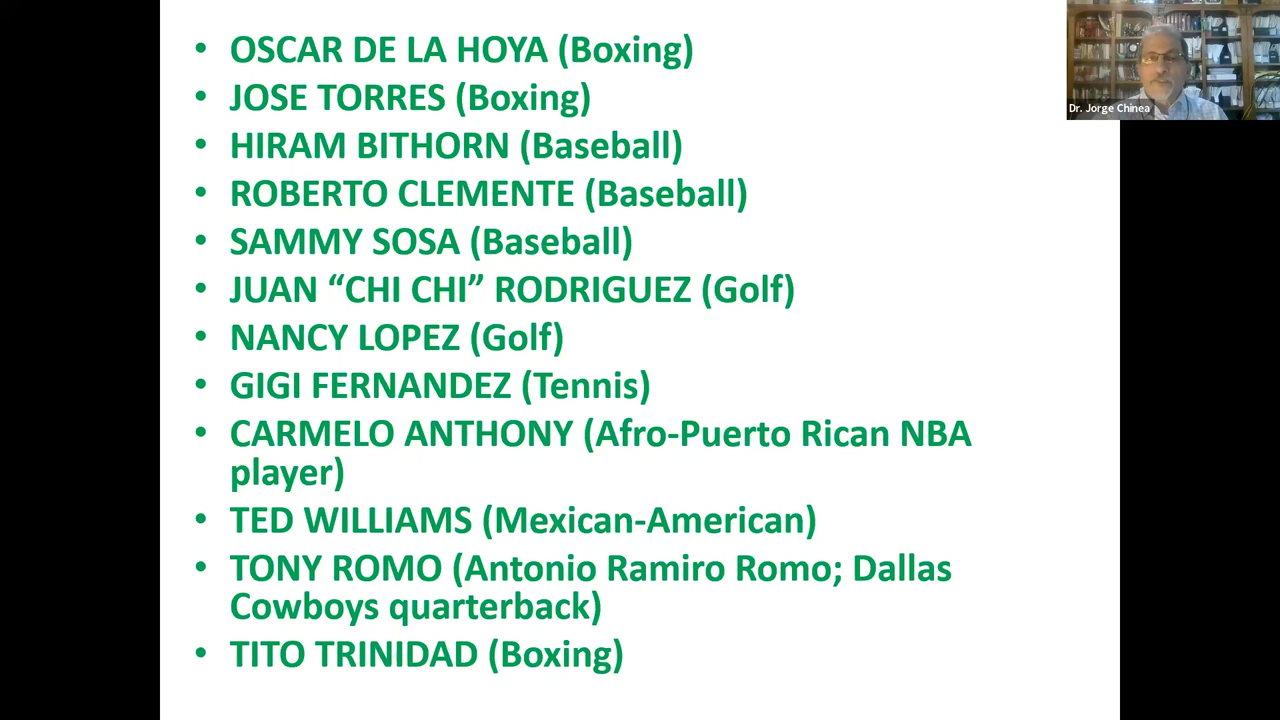 • OSCAR DE LA HOYA (Boxing)
• JOSE TORRES (Boxing)
• HIRAM BITHORN (Baseball)
• ROBERTO CLEMENTE (Baseball)
• SAMMY SOSA (Baseball)
• JUAN “CHI CHI” RODRIGUEZ (Golf)
• NANCY LOPEZ (Golf)
• GIGI FERNANDEZ (Tennis)
• CARMELO ANTHONY (Afro-Puerto Rican NBA
player)
• TED WILLIAMS (Mexican-American)
• TONY ROMO (Antonio Ramiro Romo; Dallas
Cowboys quarterback)
• TITO TRINIDAD (Boxing)
Dr. Jorge Chinea